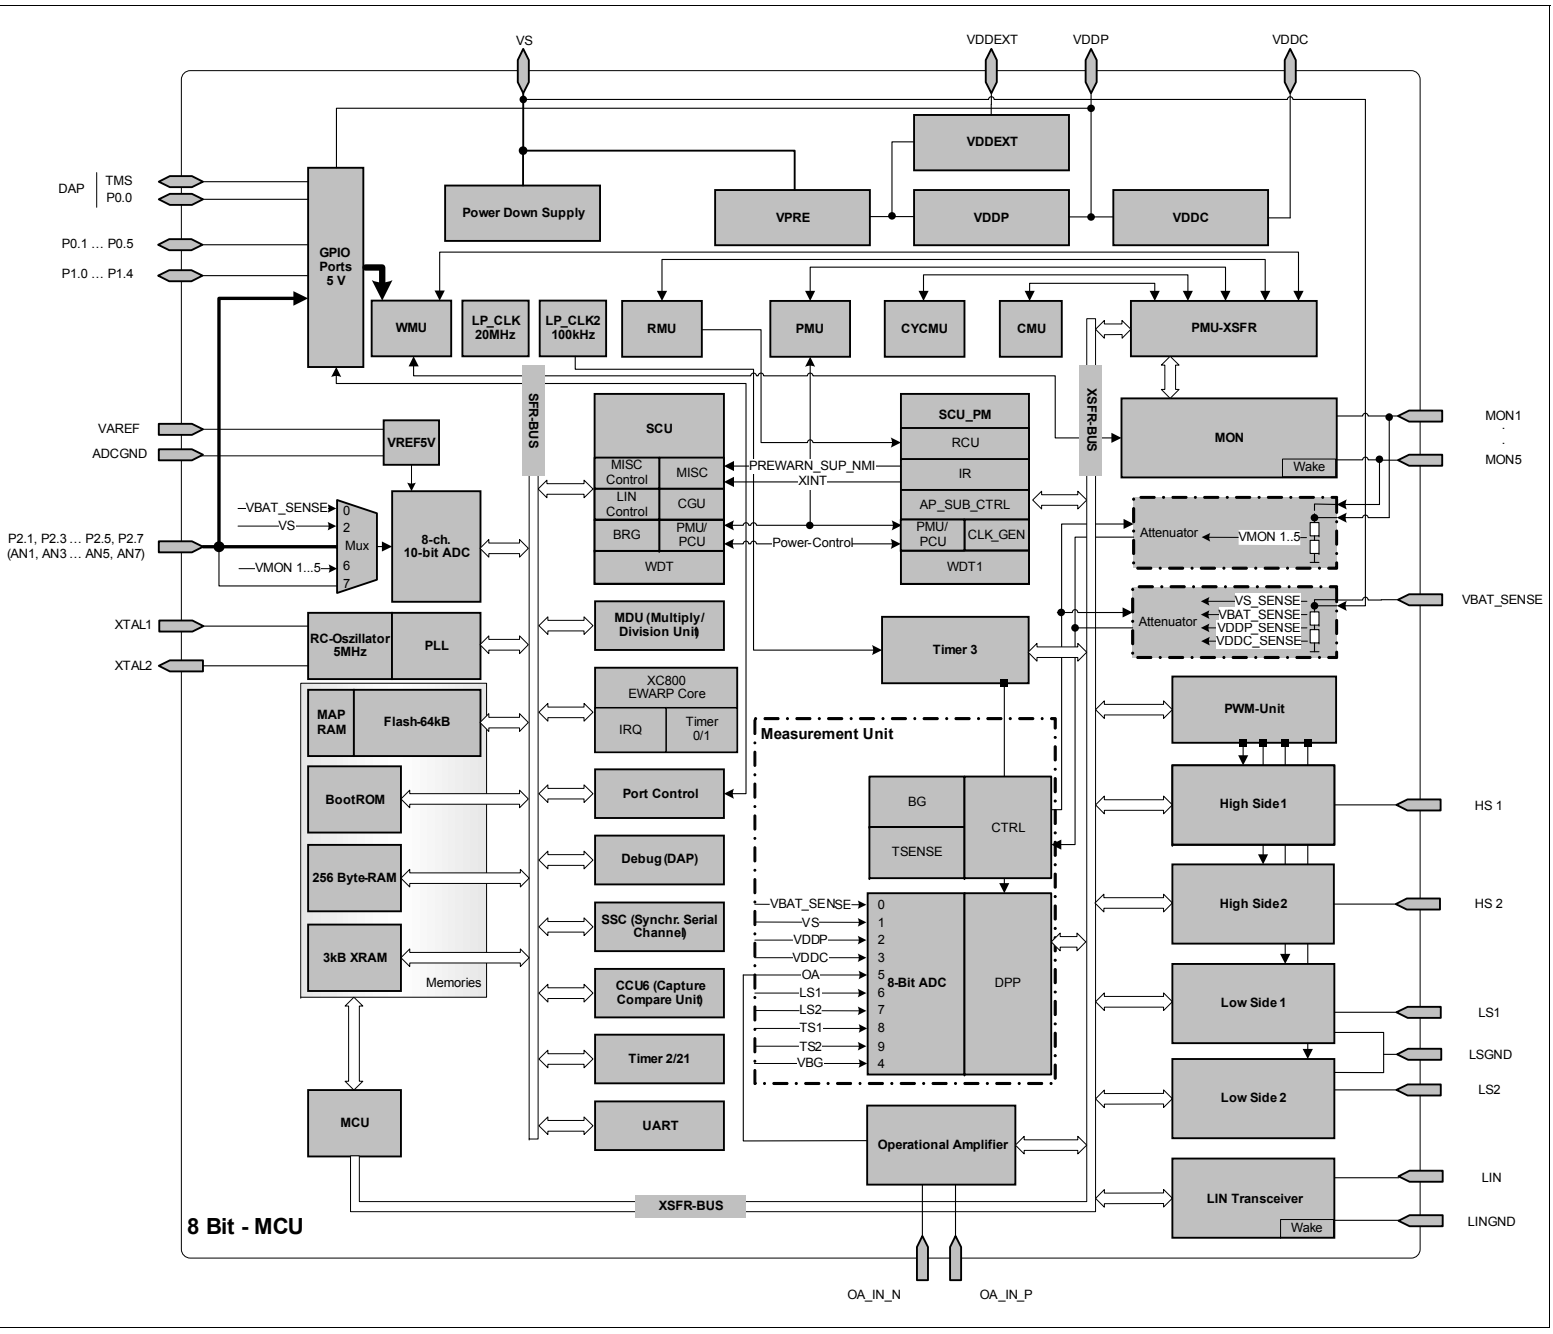 VS
VDDEXT
VDDP
VDDC
VDDEXT
DAP
TMS
P0.0
Power Down Supply
VPRE
VDDP
VDDC
P0.1 ... P0.5
P1.0 ... P1.4
GPIO
Ports
5 V
WMU
LP_CLK
20MHz
LP_CLK2
100kHz
RMU
PMU
CYCMU
CMU
PMU-XSFR
SFR-BUS
XSFR-BUS
VAREF
ADCGND
VREF5V
SCU
MISC
Control
MISC
LIN
Control
CGU
BRG
PMU/
PCU
WDT
PREWARN_SUP_NMI
XINT
Power-Control
SCU_PM
RCU
IR
AP_SUB_CTRL
PMU/
PCU
CLK_GEN
WDT1
MON
Wake
MON1
.
.
MON5
VBAT_SENSE
VS
0
2
Mux
6
7
VMON 1...5
8-ch.
10-bit ADC
P2.1, P2.3 ... P2.5, P2.7
(AN1, AN3 ... AN5, AN7)
Attenuator
VMON 1..5
Attenuator
VS_SENSE
VBAT_SENSE
VDDP_SENSE
VDDC_SENSE
VBAT_SENSE
XTAL1
XTAL2
RC-Oszillator
5MHz
PLL
MDU (Multiply/
Division Unit)
Timer 3
MAP
RAM
Flash-64kB
BootROM
256 Byte-RAM
3kB XRAM
Memories
XC800
EWARP Core
IRQ
Timer
0/1
Port Control
Debug (DAP)
SSC (Synchr. Serial
Channel)
CCU6 (Capture
Compare Unit)
Timer 2/21
UART
Measurement Unit
BG
TSENSE
CTRL
VBAT_SENSE
0
VS
1
VDDP
2
VDDC
3
OA
5
LS1
6
LS2
7
TS1
8
TS2
9
VBG
4
8-Bit ADC
DPP
PWM-Unit
High Side1
HS 1
High Side2
HS 2
Low Side 1
LS1
LSGND
Low Side 2
LS2
MCU
Operational Amplifier
LIN Transceiver
Wake
LIN
LINGND
XSFR-BUS
8 Bit - MCU
OA_IN_N
OA_IN_P